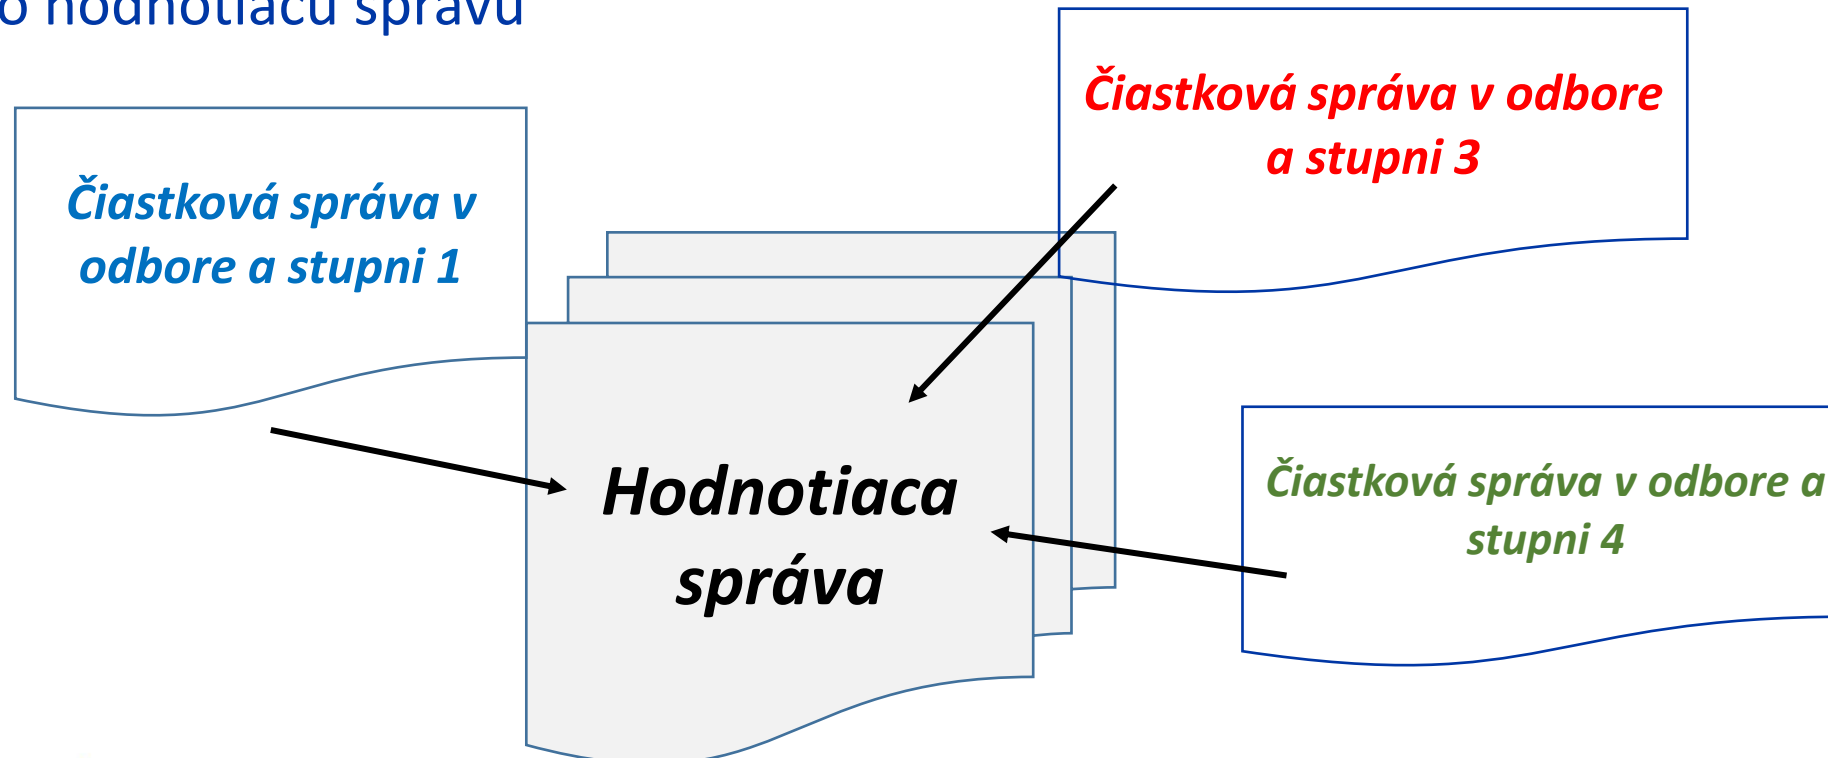 o hodnotiacu správu
Čiastková správa v odbore
a stupni 3
Čiastková správa v
odbore a stupni 1
Hodnotiaca
správa
Čiastková správa v odbore a
stupni 4